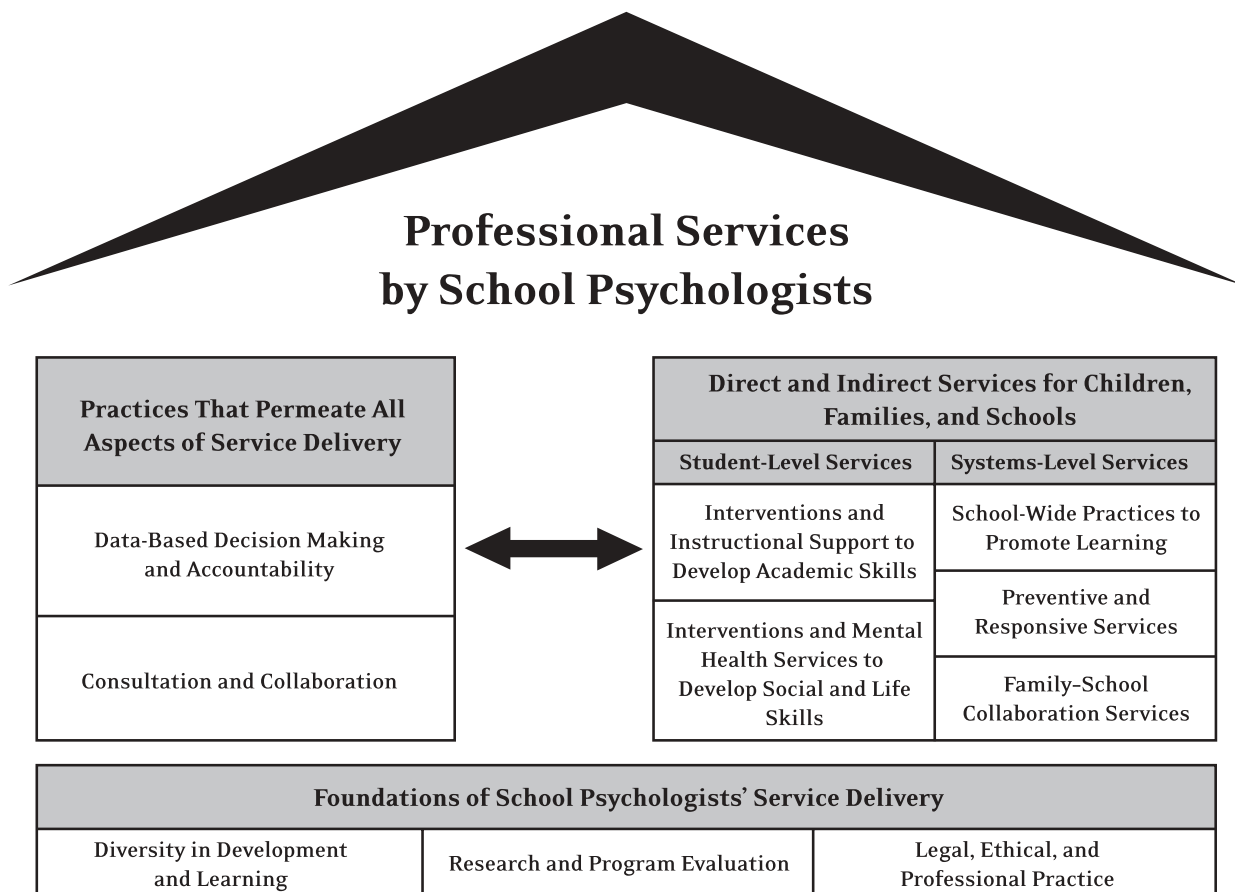 Professional Services
by School Psychologists
Practices That Permeate All
Aspects of Service Delivery
Data-Based Decision Making
and Accountability
Consultation and Collaboration
Direct and Indirect Services for Children,
Families, and Schools
Student-Level Services
Systems-Level Services
Interventions and
Instructional Support to
Develop Academic Skills
Interventions and Mental
Health Services to
Develop Social and Life
Skills
School-Wide Practices to
Promote Learning
Preventive and
Responsive Services
Family–School
Collaboration Services
Foundations of School Psychologists’ Service Delivery
Diversity in Development
and Learning
Research and Program Evaluation
Legal, Ethical, and
Professional Practice